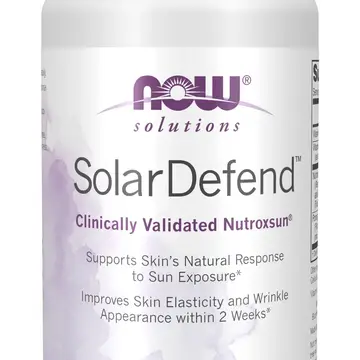 NOW®
solutions
SolarDefend™
Clinically Validated Nutroxsun®
Supports Skin's Natural Response
to Sun Exposure*
Improves Skin Elasticity and Wrinkle
Appearance within 2 Weeks*